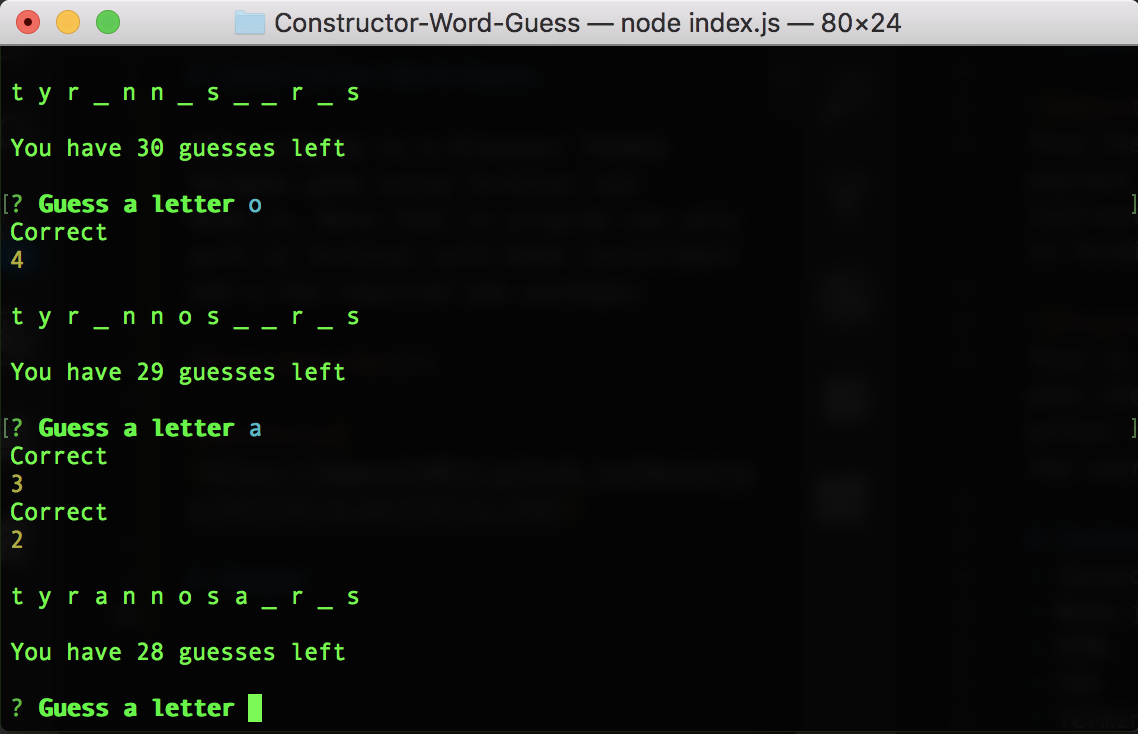 Constructor-Word-Guess — node index.js — 80×24
t y r _ n n _ s _ _ r _ s
You have 30 guesses left
[? Guess a letter o ]
Correct
4
t y r _ n n o s _ _ r _ s
You have 29 guesses left
[? Guess a letter a ]
Correct
3
Correct
2
t y r a n n o s a _ r _ s
You have 28 guesses left
? Guess a letter